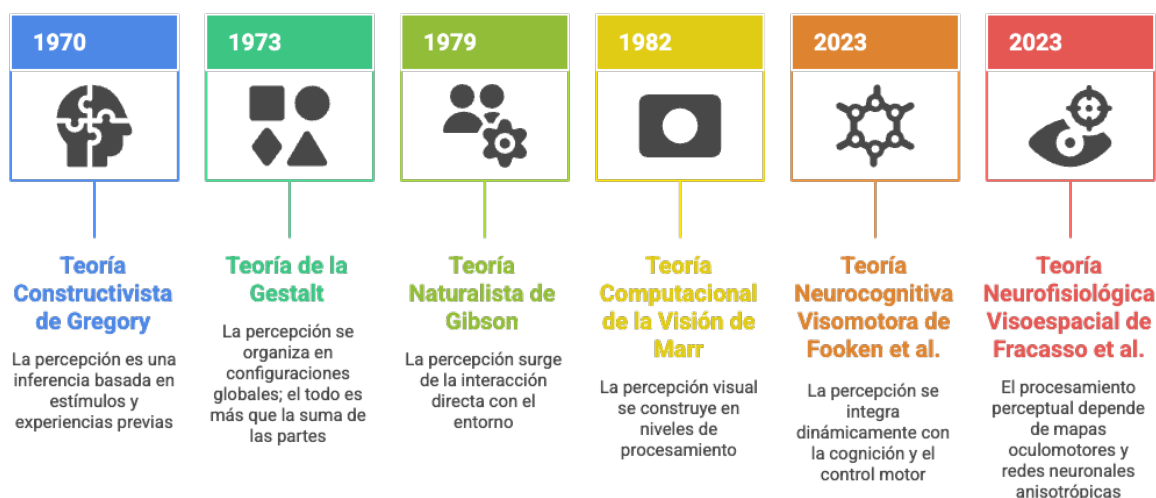 1970
1973
1979
1982
2023
2023
Teoría
Constructivista
de Gregory
La percepción es una
inferencia basada en
estímulos y
experiencias previas
Teoría de la
Gestalt
La percepción se
organiza en
configuraciones
globales; el todo es
más que la suma de
las partes
Teoría
Naturalista de
Gibson
La percepción surge
de la interacción
directa con el
entorno
Teoría
Computacional
de la Visión de
Marr
La percepción visual
se construye en
niveles de
procesamiento
Teoría
Neurocognitiva
Visomotora de
Fooken et al.
La percepción se
integra
dinámicamente con
la cognición y el
control motor
Teoría
Neurofisiológica
Visoespacial de
Fracasso et al.
El procesamiento
perceptual depende
de mapas
oculomotores y
redes neuronales
anisotrópicas